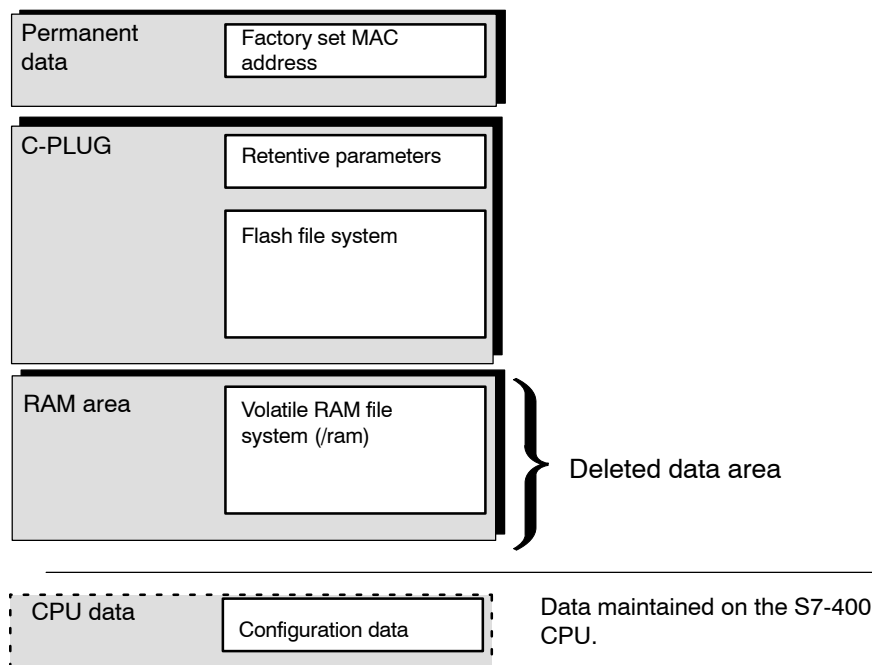 Permanent
data
Factory set MAC
address
C-PLUG
Retentive parameters
Flash file system
RAM area
Volatile RAM file
system (/ram)
Deleted data area
CPU data
Configuration data
Data maintained on the S7-400
CPU.